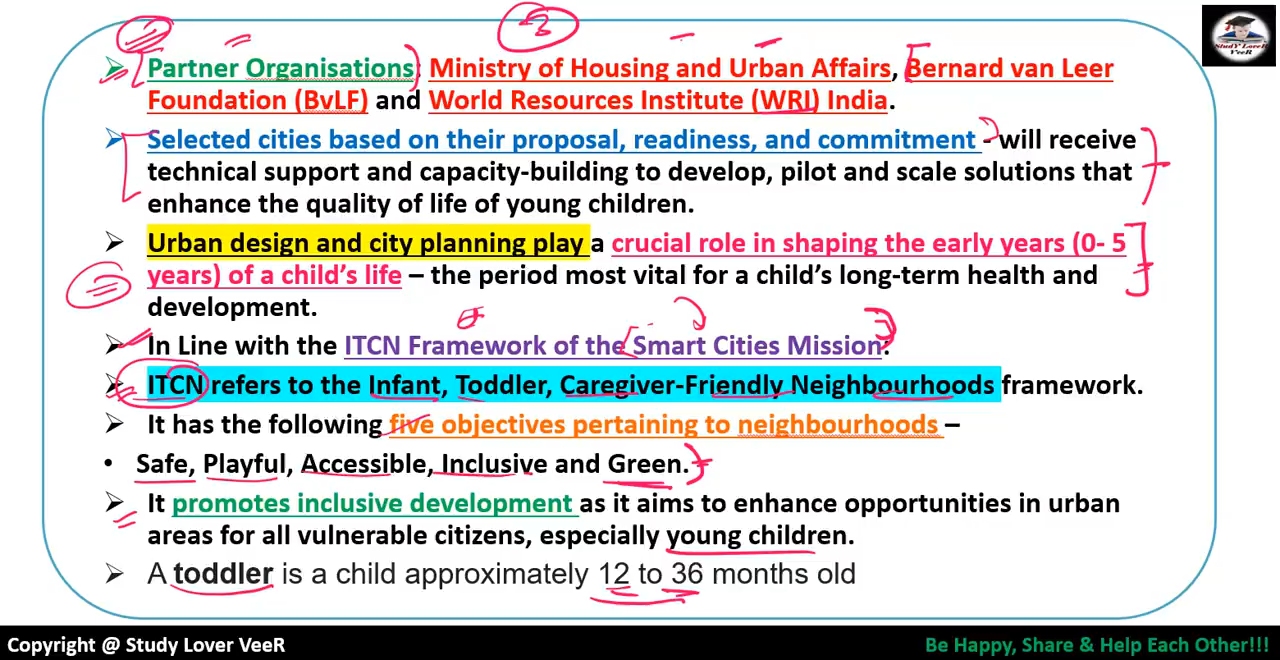 3
Partner Organisations: Ministry of Housing and Urban Affairs, Bernard van Leer
Foundation (BvLF) and World Resources Institute (WRI) India.
Selected cities based on their proposal, readiness, and commitment - will receive
technical support and capacity-building to develop, pilot and scale solutions that
enhance the quality of life of young children.
Urban design and city planning play a crucial role in shaping the early years (0- 5
years) of a child's life – the period most vital for a child's long-term health and
development.
In Line with the ITCN Framework of the Smart Cities Mission:
ITCN refers to the Infant, Toddler, Caregiver-Friendly Neighbourhoods framework.
It has the following five objectives pertaining to neighbourhoods –
• Safe, Playful, Accessible, Inclusive and Green.
It promotes inclusive development as it aims to enhance opportunities in urban
areas for all vulnerable citizens, especially young children.
A toddler is a child approximately 12 to 36 months old
StudY LoveR
VeeR
Copyright @ Study Lover VeeR
Be Happy, Share & Help Each Other!!!